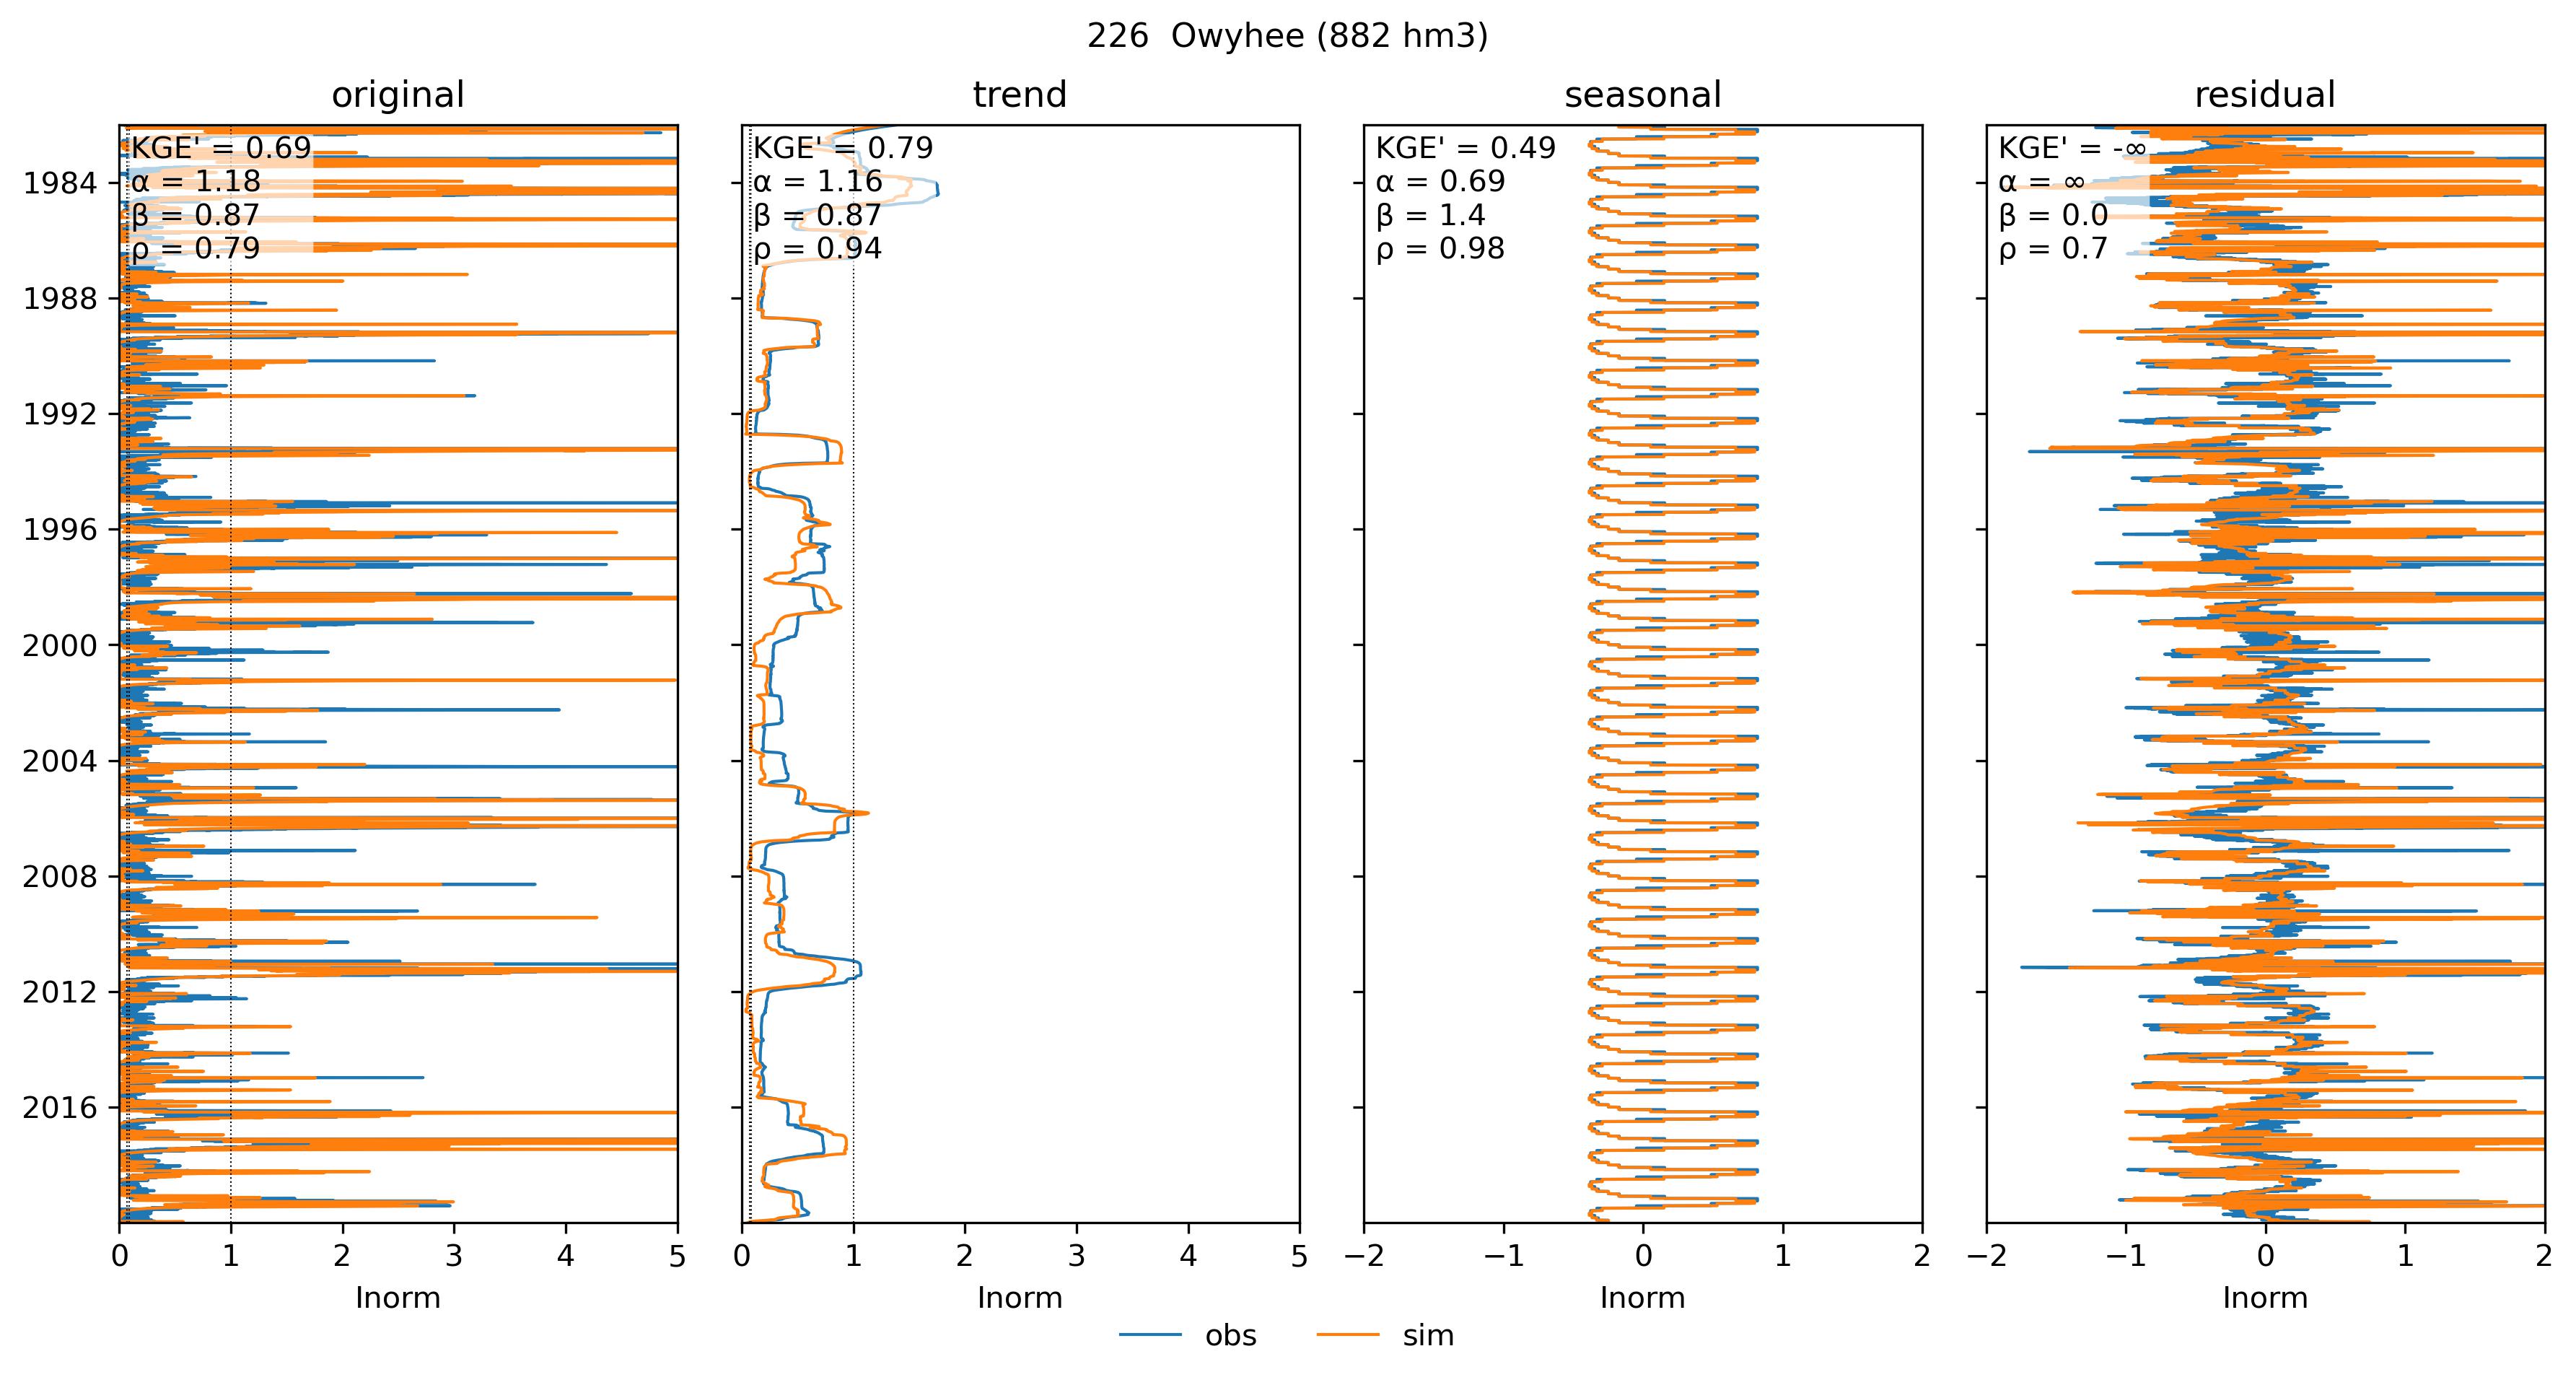 226  Owyhee (882 hm3)
original
trend
seasonal
residual
KGE' = 0.69
α = 1.18
β = 0.87
ρ = 0.79
KGE' = 0.79
α = 1.16
β = 0.87
ρ = 0.94
KGE' = 0.49
α = 0.69
β = 1.4
ρ = 0.98
KGE' = -∞
α = ∞
β = 0.0
ρ = 0.7
1984
1988
1992
1996
2000
2004
2008
2012
2016
0 1 2 3 4 5
0 1 2 3 4 5
−2 −1 0 1 2
−2 −1 0 1 2
Inorm
Inorm
Inorm
Inorm
obs
sim